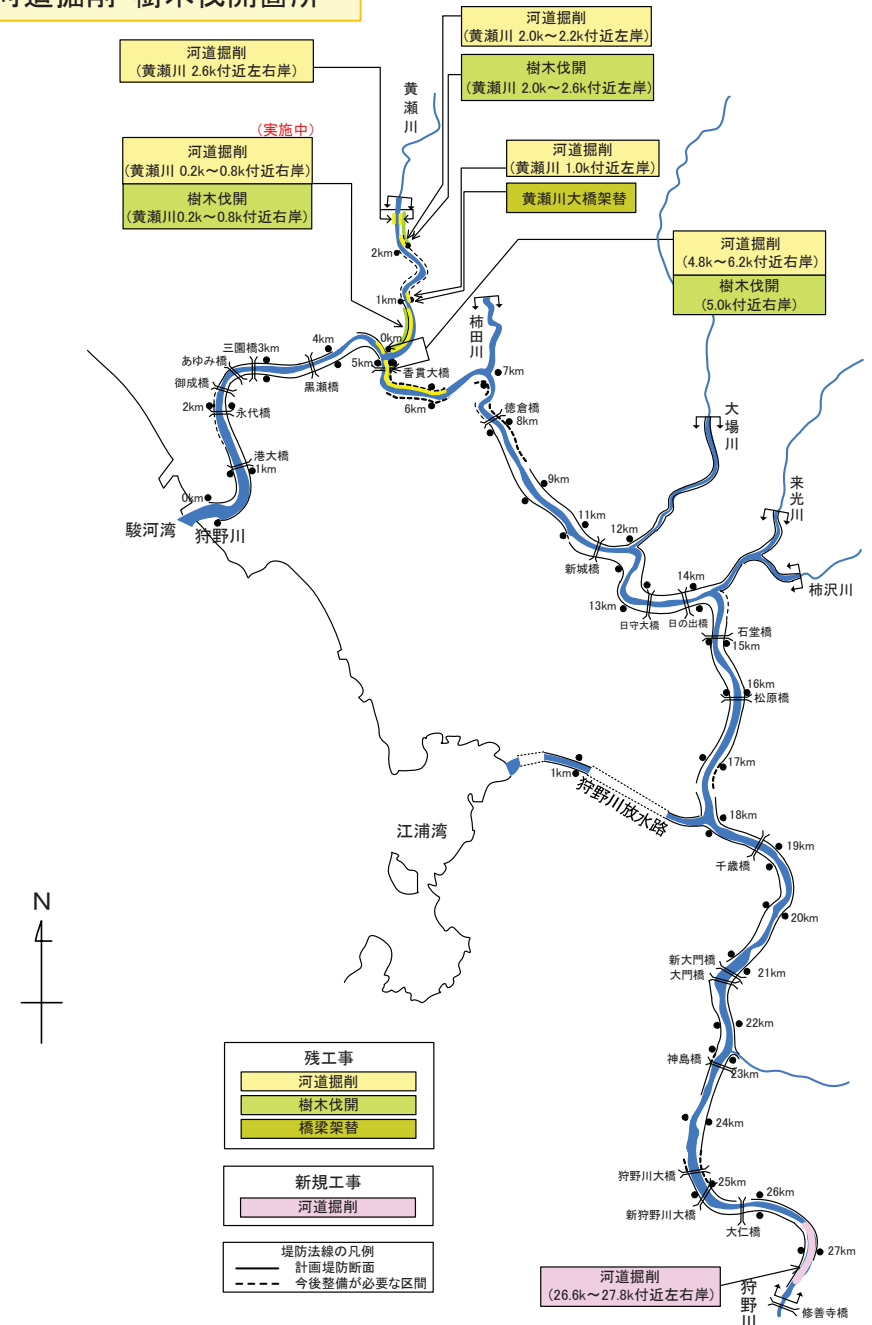 河道掘削・樹木伐開箇所
河道掘削
(黄瀬川 2.6k付近左右岸)
河道掘削
(黄瀬川 2.0k～2.2k付近左岸)
樹木伐開
(黄瀬川 2.0k～2.6k付近左岸)
黄瀬川
(実施中)
河道掘削
(黄瀬川 0.2k～0.8k付近右岸)
樹木伐開
(黄瀬川0.2k～0.8k付近右岸)
河道掘削
(黄瀬川 1.0k付近左岸)
黄瀬川大橋架替
河道掘削
(4.8k～6.2k付近右岸)
樹木伐開
(5.0k付近右岸)
2km
1km
0km
柿田川
4km
三園橋3km
あゆみ橋
御成橋
2km
永代橋
黒瀬橋
5km
香貫大橋
6km
7km
徳倉橋
8km
大場川
港大橋
1km
0km
駿河湾
狩野川
9km
11km
12km
来光川
新城橋
13km
日守大橋
日の出橋
14km
柿沢川
石堂橋
15km
16km
松原橋
17km
1km
狩野川放水路
18km
江浦湾
19km
千歳橋
20km
N
新大門橋
大門橋
21km
22km
神島橋
23km
24km
狩野川大橋
25km
新狩野川大橋
26km
大仁橋
27km
残工事
河道掘削
樹木伐開
橋梁架替
新規工事
河道掘削
堤防法線の凡例
計画堤防断面
今後整備が必要な区間
河道掘削
(26.6k～27.8k付近左右岸)
狩野川
修善寺橋